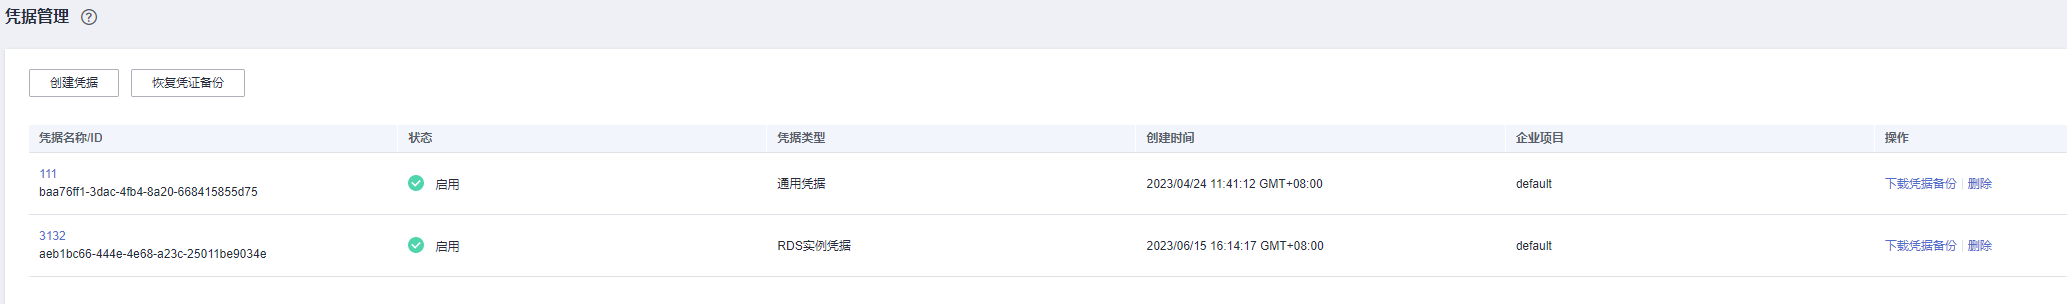 凭据管理 ?
创建凭据 恢复凭证备份
凭据名称/ID 状态 凭据类型 创建时间 企业项目 操作
111
baa76ff1-3dac-4fb4-8a20-668415855d75 启用 通用凭据 2023/04/24 11:41:12 GMT+08:00 default 下载凭据备份 | 删除
3132
aeb1bc66-444e-4e68-a23c-25011be9034e 启用 RDS实例凭据 2023/06/15 16:14:17 GMT+08:00 default 下载凭据备份 | 删除